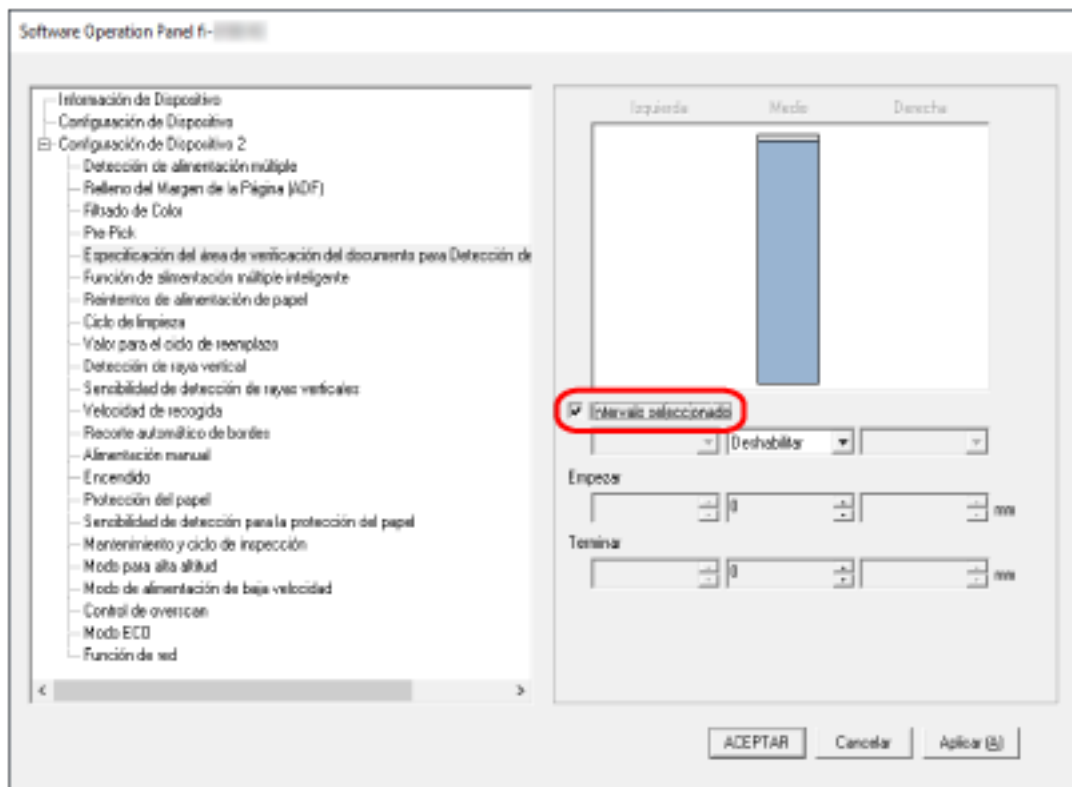 Software Operation Panel fi-
Información de Dispositivo
Configuración de Dispositivo
Configuración de Dispositivo 2
Detección de alimentación múltiple
Relleno del Margen de la Página (ADF)
Filtrado de Color
Pre-Pick
Especificación del área de verificación del documento para Detección de
Función de alimentación múltiple inteligente
Reintentos de alimentación de papel
Ciclo de limpieza
Valor para el ciclo de reemplazo
Detección de raya vertical
Sensibilidad de detección de rayas verticales
Velocidad de recogida
Recorte automático de bordes
Alimentación manual
Encendido
Protección del papel
Sensibilidad de detección para la protección del papel
Mantenimiento y ciclo de inspección
Modo para alta altitud
Modo de alimentación de baja velocidad
Control de overscan
Modo ECO
Función de red
Izquierda Medio Derecha
Intervalo seleccionado
Deshabilitar
Empezar
0 mm
Terminar
0 mm
ACEPTAR Cancelar Aplicar (A)